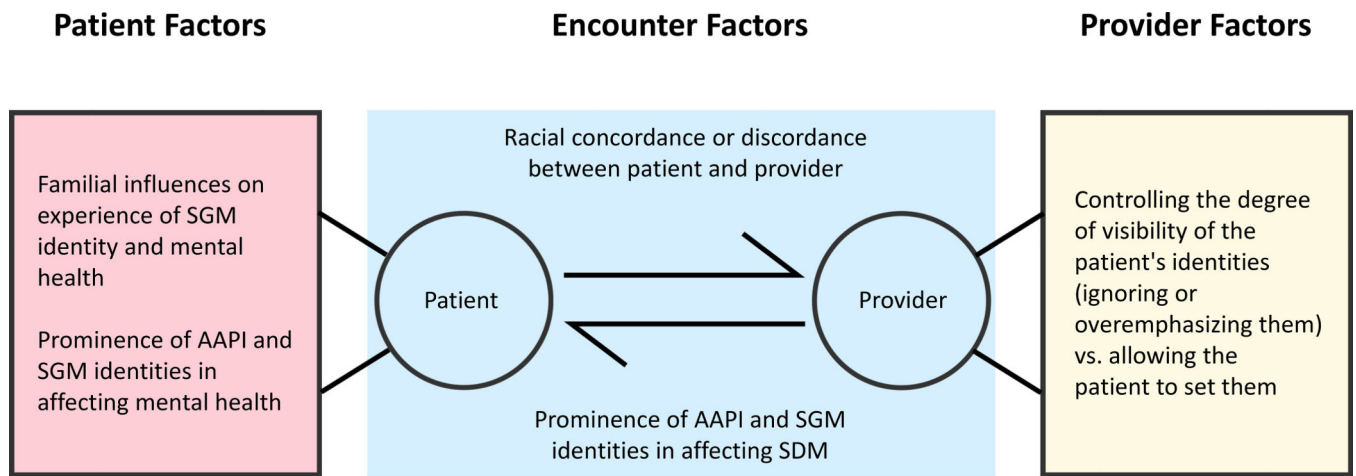 Patient Factors
Encounter Factors
Provider Factors
Familial influences on
experience of SGM
identity and mental
health
Prominence of AAPI and
SGM identities in
affecting mental health
Racial concordance or discordance
between patient and provider
Patient
Provider
Prominence of AAPI and SGM
identities in affecting SDM
Controlling the degree
of visibility of the
patient's identities
(ignoring or
overemphasizing them)
vs. allowing the
patient to set them